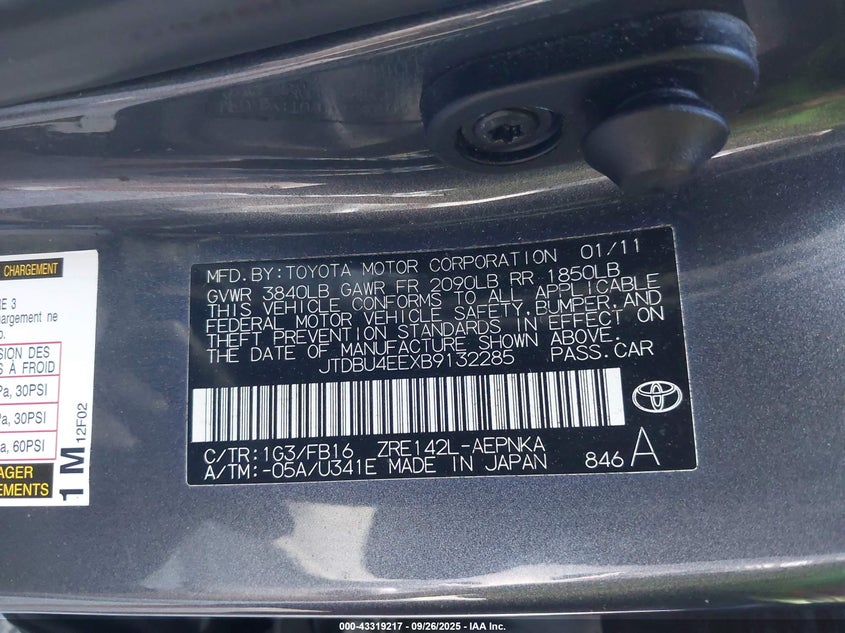 CHARGEMENT
E 3
argement ne
o.
SION DES
S À FROID
Pa, 30PSI
Pa, 30PSI
a, 60PSI
AGER
EMENTS
1 M 12F02
MFD. BY: TOYOTA MOTOR CORPORATION 01/11
GVWR 3840LB GAWR FR 2090LB RR 1850LB
THIS VEHICLE CONFORMS TO ALL APPLICABLE
FEDERAL MOTOR VEHICLE SAFETY, BUMPER, AND
THEFT PREVENTION STANDARDS IN EFFECT ON
THE DATE OF MANUFACTURE SHOWN ABOVE.
JTDBU4EEXB9132285 PASS. CAR
C/TR: 1G3/FB16 ZRE142L-AEPNKA
A/TM: -05A/U341E MADE IN JAPAN 846 A
000-43319217 - 09/26/2025 - IAA Inc.